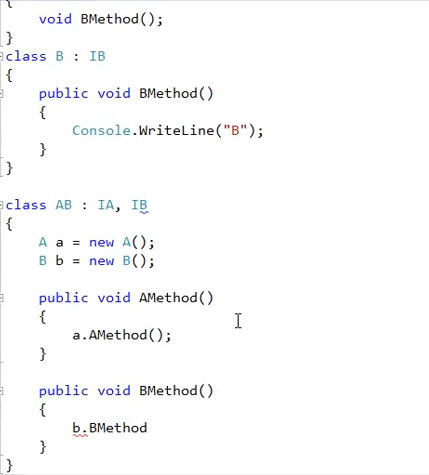 {
    void BMethod();
}
class B : IB
{
    public void BMethod()
    {
        Console.WriteLine("B");
    }
}
class AB : IA, IB
{
    A a = new A();
    B b = new B();
    public void AMethod()
    {
        a.AMethod();
    }
    public void BMethod()
    {
        b.BMethod
    }
}